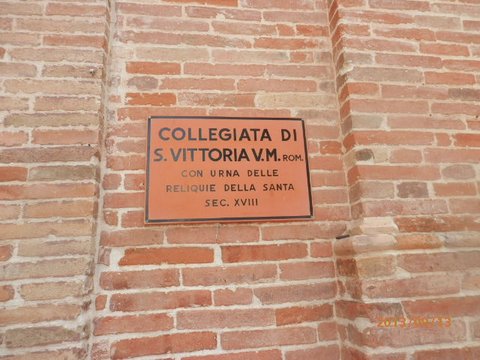 COLLEGIATA DI
S. VITTORIA V.M. ROM.
CON URNA DELLE
RELIQUIE DELLA SANTA
SEC. XVIII